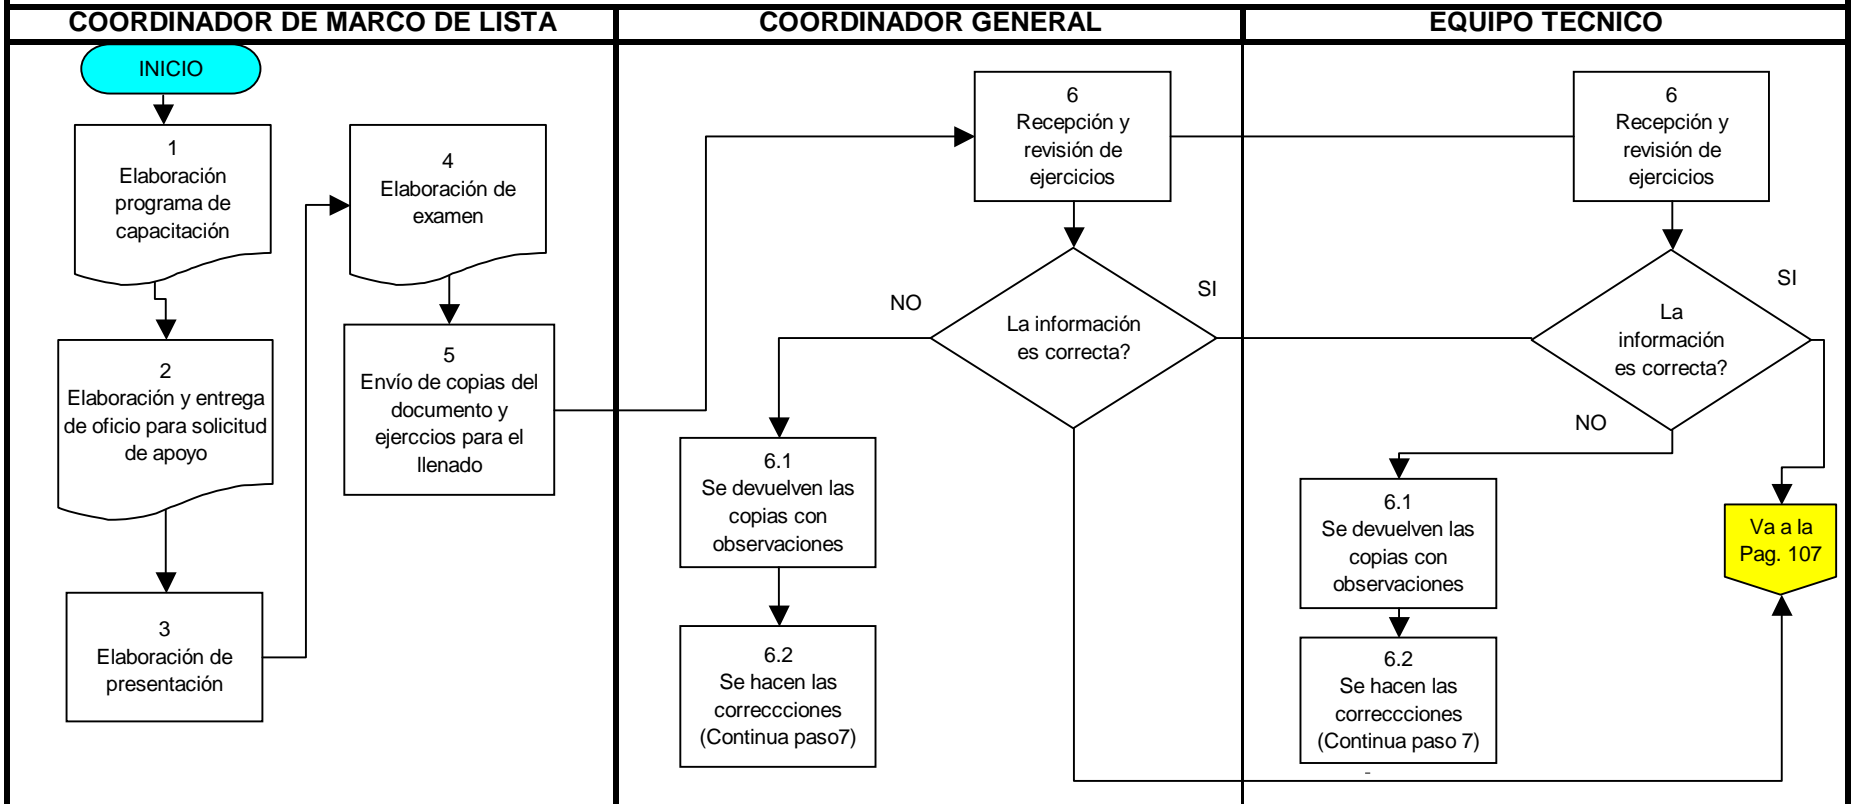 COORDINADOR DE MARCO DE LISTA
COORDINADOR GENERAL
EQUIPO TECNICO
INICIO
1
Elaboración
programa de
capacitación
2
Elaboración y entrega
de oficio para solicitud
de apoyo
3
Elaboración de
presentación
4
Elaboración de
examen
5
Envío de copias del
documento y
ejerccios para el
llenado
6
Recepción y
revisión de
ejercicios
La información
es correcta?
NO
SI
6.1
Se devuelven las
copias con
observaciones
6.2
Se hacen las
correccciones
(Continua paso7)
6
Recepción y
revisión de
ejercicios
La
información
es correcta?
SI
NO
6.1
Se devuelven las
copias con
observaciones
6.2
Se hacen las
correccciones
(Continua paso 7)
Va a la
Pag. 107